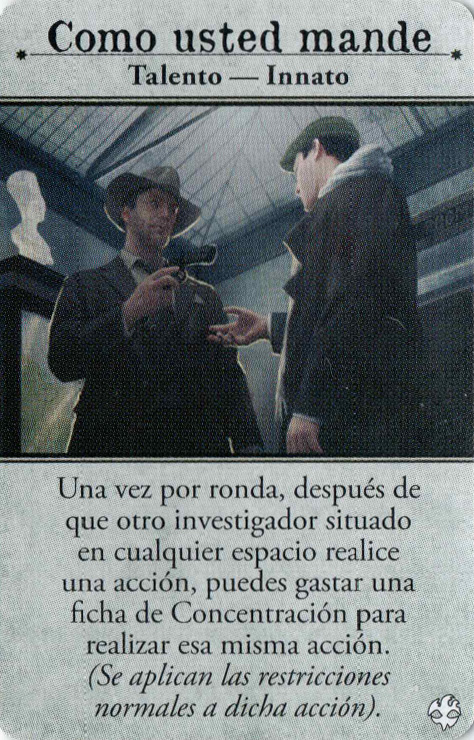 Como usted mande
Talento — Innato
Una vez por ronda, después de
que otro investigador situado
en cualquier espacio realice
una acción, puedes gastar una
ficha de Concentración para
realizar esa misma acción.
(Se aplican las restricciones
normales a dicha acción).